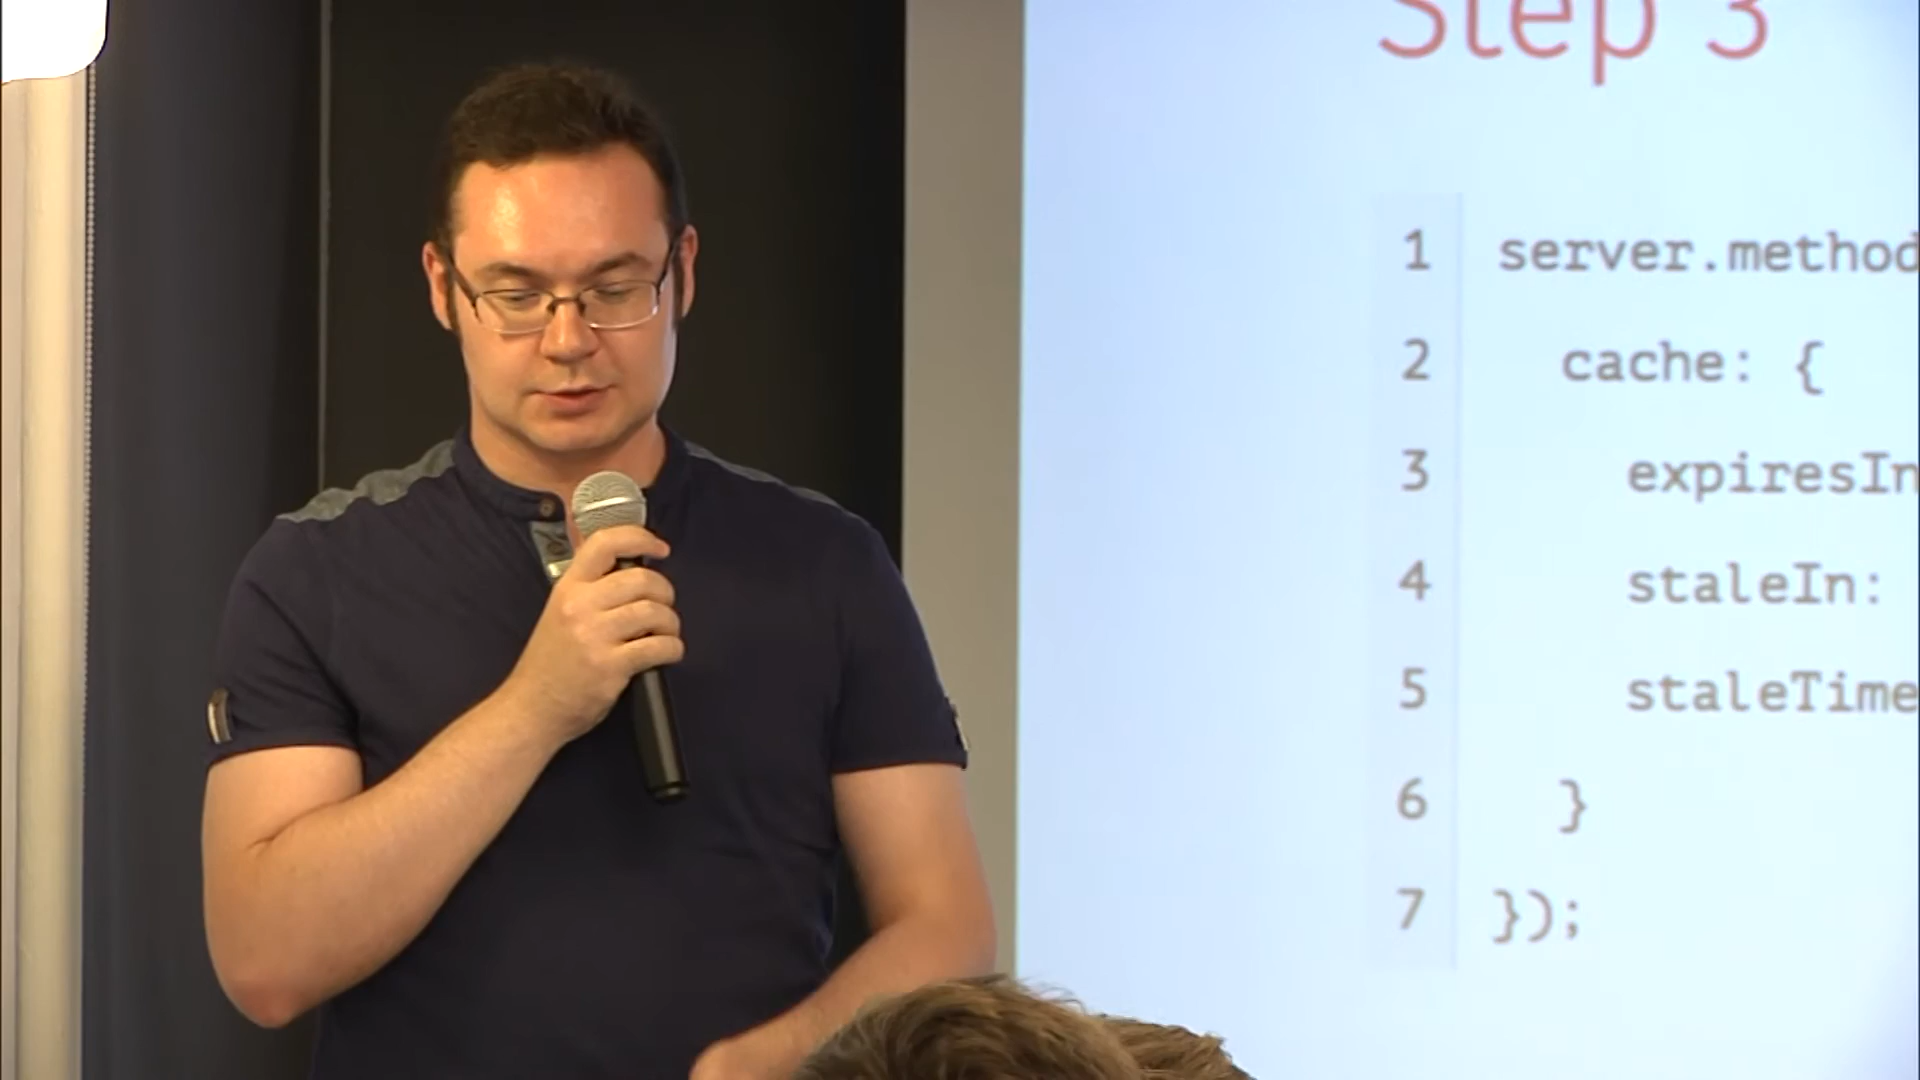 Step 3
1 server.method
2 cache: {
3 expiresIn
4 staleIn:
5 staleTime
6 }
7 });